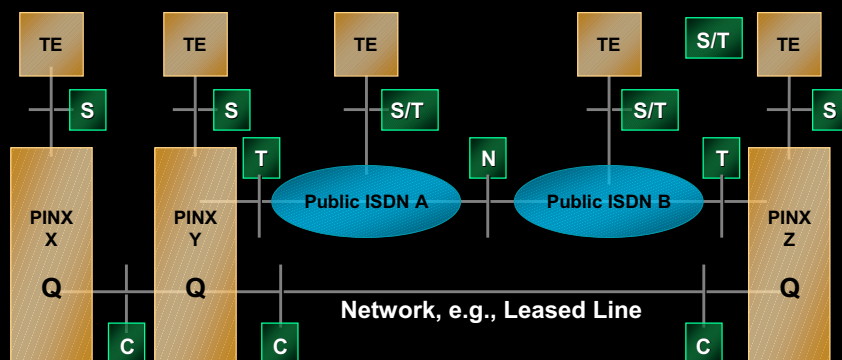 TE
TE
TE
TE
S/T
TE
S
S
S/T
S/T
S
T
N
T
PINX
X
PINX
Y
Public ISDN A
Public ISDN B
PINX
Z
Q
Q
Q
Network, e.g., Leased Line
C
C
C